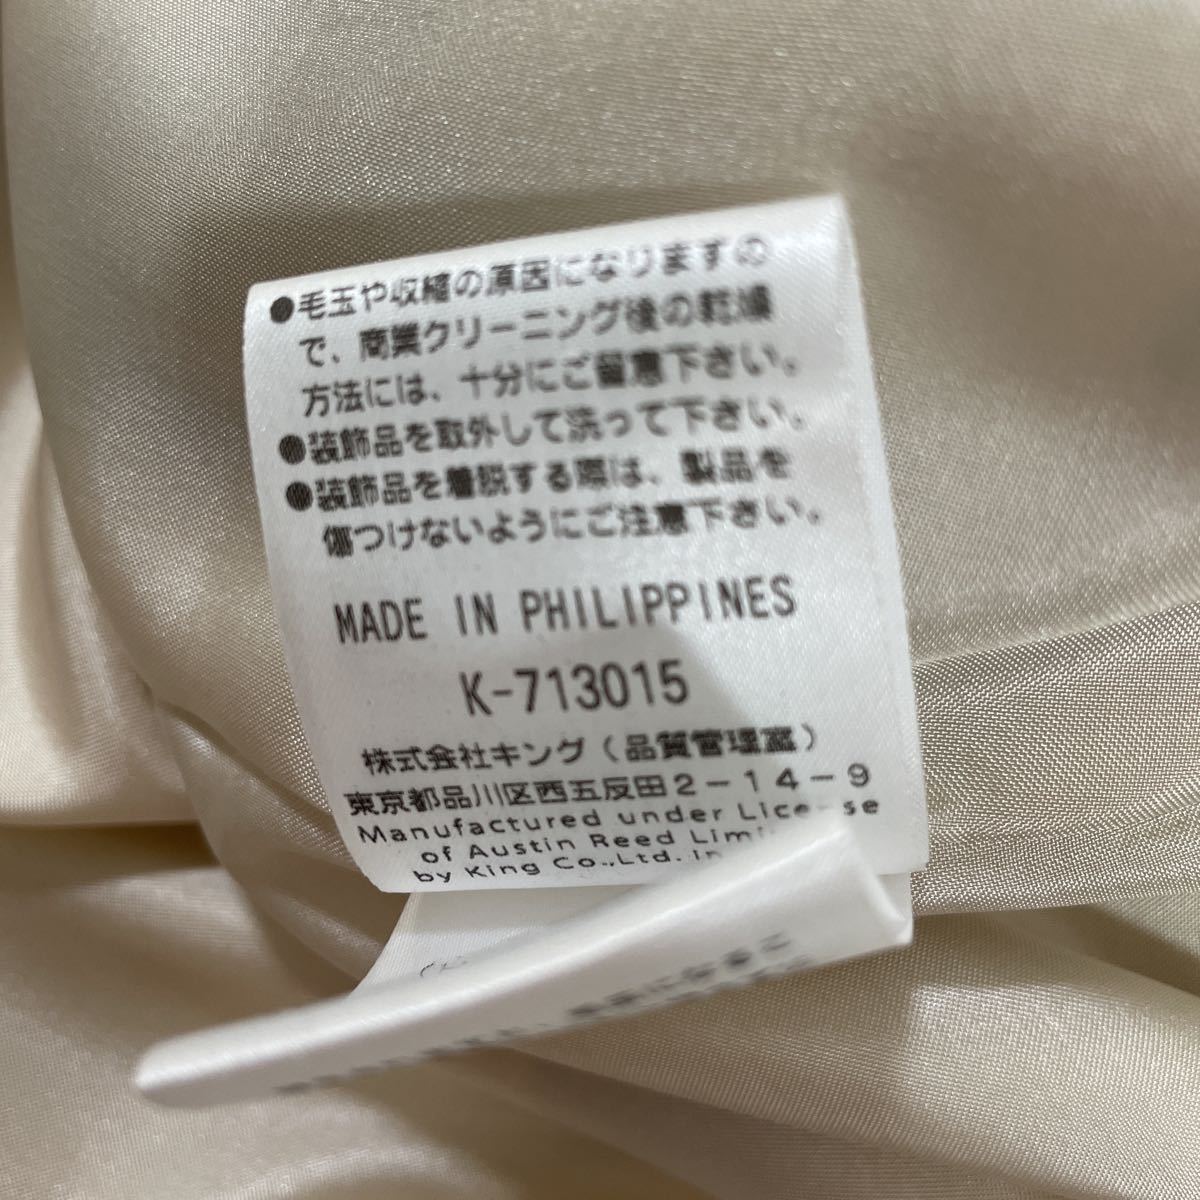 ●毛玉や収縮の原因になりますの
で、商業クリーニング後の乾燥
方法には、十分にご留意下さい。
●装飾品を取外して洗って下さい。
●装飾品を着脱する際は、製品を
傷つけないようにご注意下さい。
MADE IN PHILIPPINES
K-713015
株式会社キング(品質管理室)
東京都品川区西五反田2-14-9
Manufactured under License
of Austin Reed
by King Co.,Ltd. in